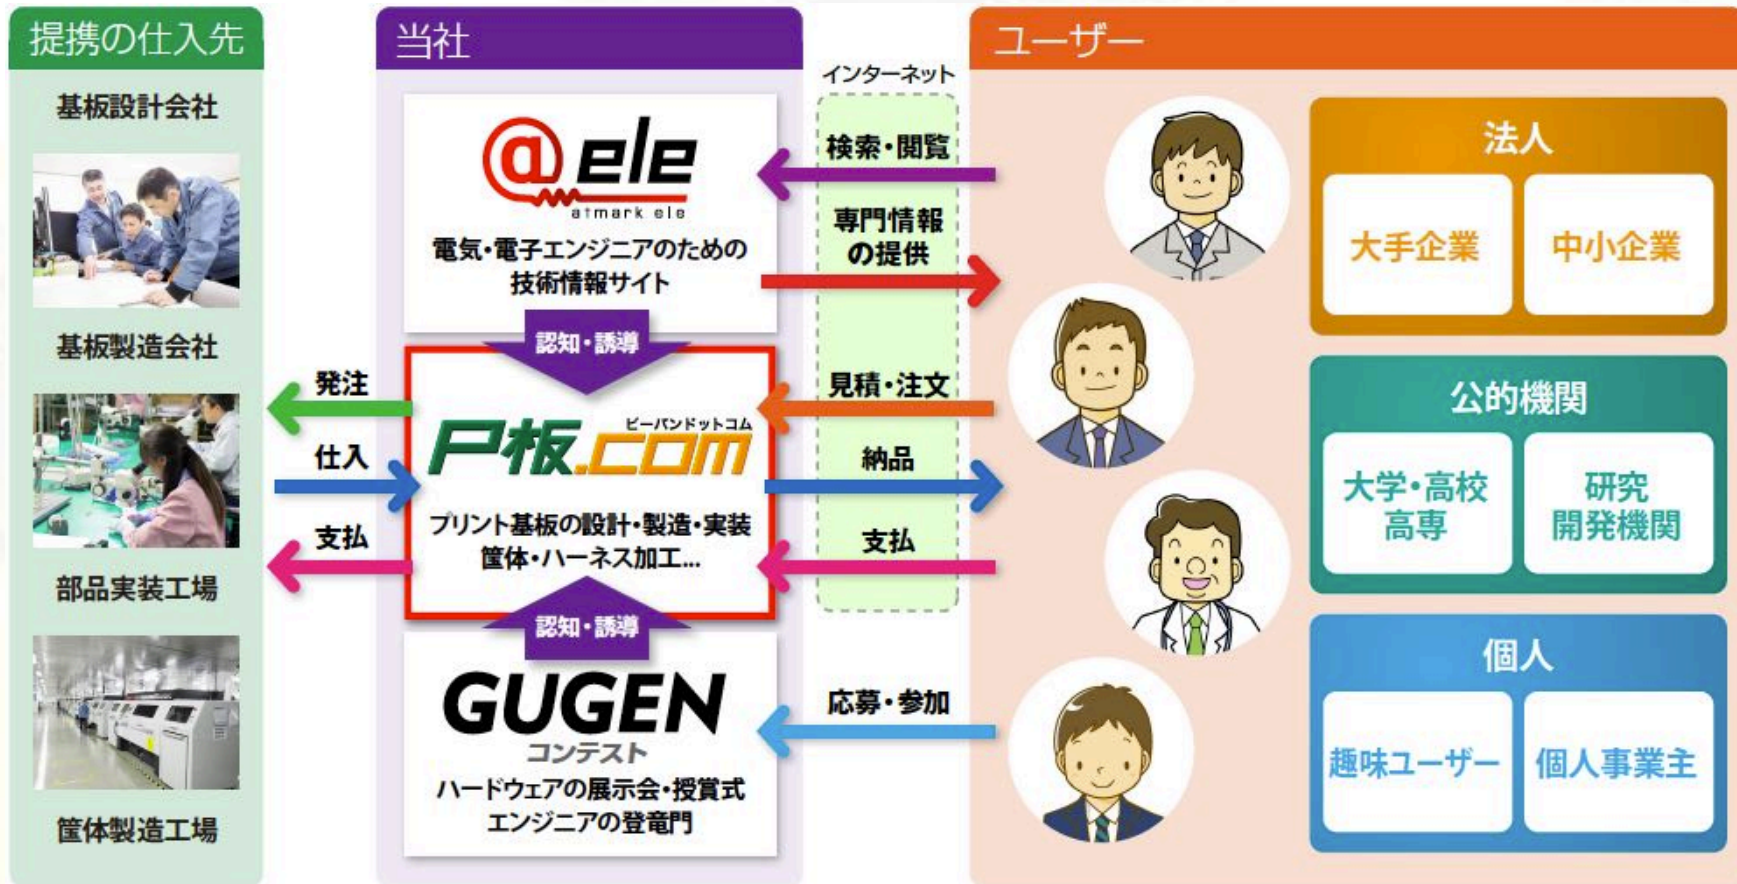 提携の仕入先
基板設計会社
基板製造会社
部品実装工場
筐体製造工場
発注
仕入
支払
当社
@ele
atmark ele
電気・電子エンジニアのための
技術情報サイト
認知・誘導
ピーバンドットコム
P板.com
プリント基板の設計・製造・実装
筐体・ハーネス加工...
認知・誘導
GUGEN
コンテスト
ハードウェアの展示会・授賞式
エンジニアの登竜門
インターネット
検索・閲覧
専門情報
の提供
見積・注文
納品
支払
応募・参加
ユーザー
法人
大手企業
中小企業
公的機関
大学・高校
高専
研究
開発機関
個人
趣味ユーザー
個人事業主